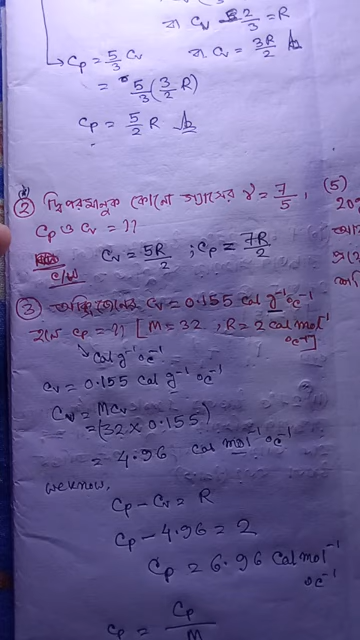 বা Cv 2/3 = R
Cp = 5/3 Cv বা Cv = 3R/2
= 5/3 (3/2 R)
Cp = 5/2 R
② দ্বিপরমাণুক কোনো গ্যাসের γ = 7/5,
Cp ও Cv = ??
C/W
Cv = 5R/2 ; Cp = 7R/2
(5)
③ অক্সিজেনের Cv = 0.155 Cal g⁻¹ °C⁻¹
হলে Cp = ?? [M = 32, R = 2 Cal mol⁻¹ °C⁻¹]
Cal g⁻¹ °C⁻¹
Cv = 0.155 Cal g⁻¹ °C⁻¹
Cv = MCv
= (32 × 0.155)
= 4.96 Cal mol⁻¹ °C⁻¹
we know,
Cp - Cv = R
Cp - 4.96 = 2
Cp = 6.96 Cal mol⁻¹ °C⁻¹
Cp = Cp/M